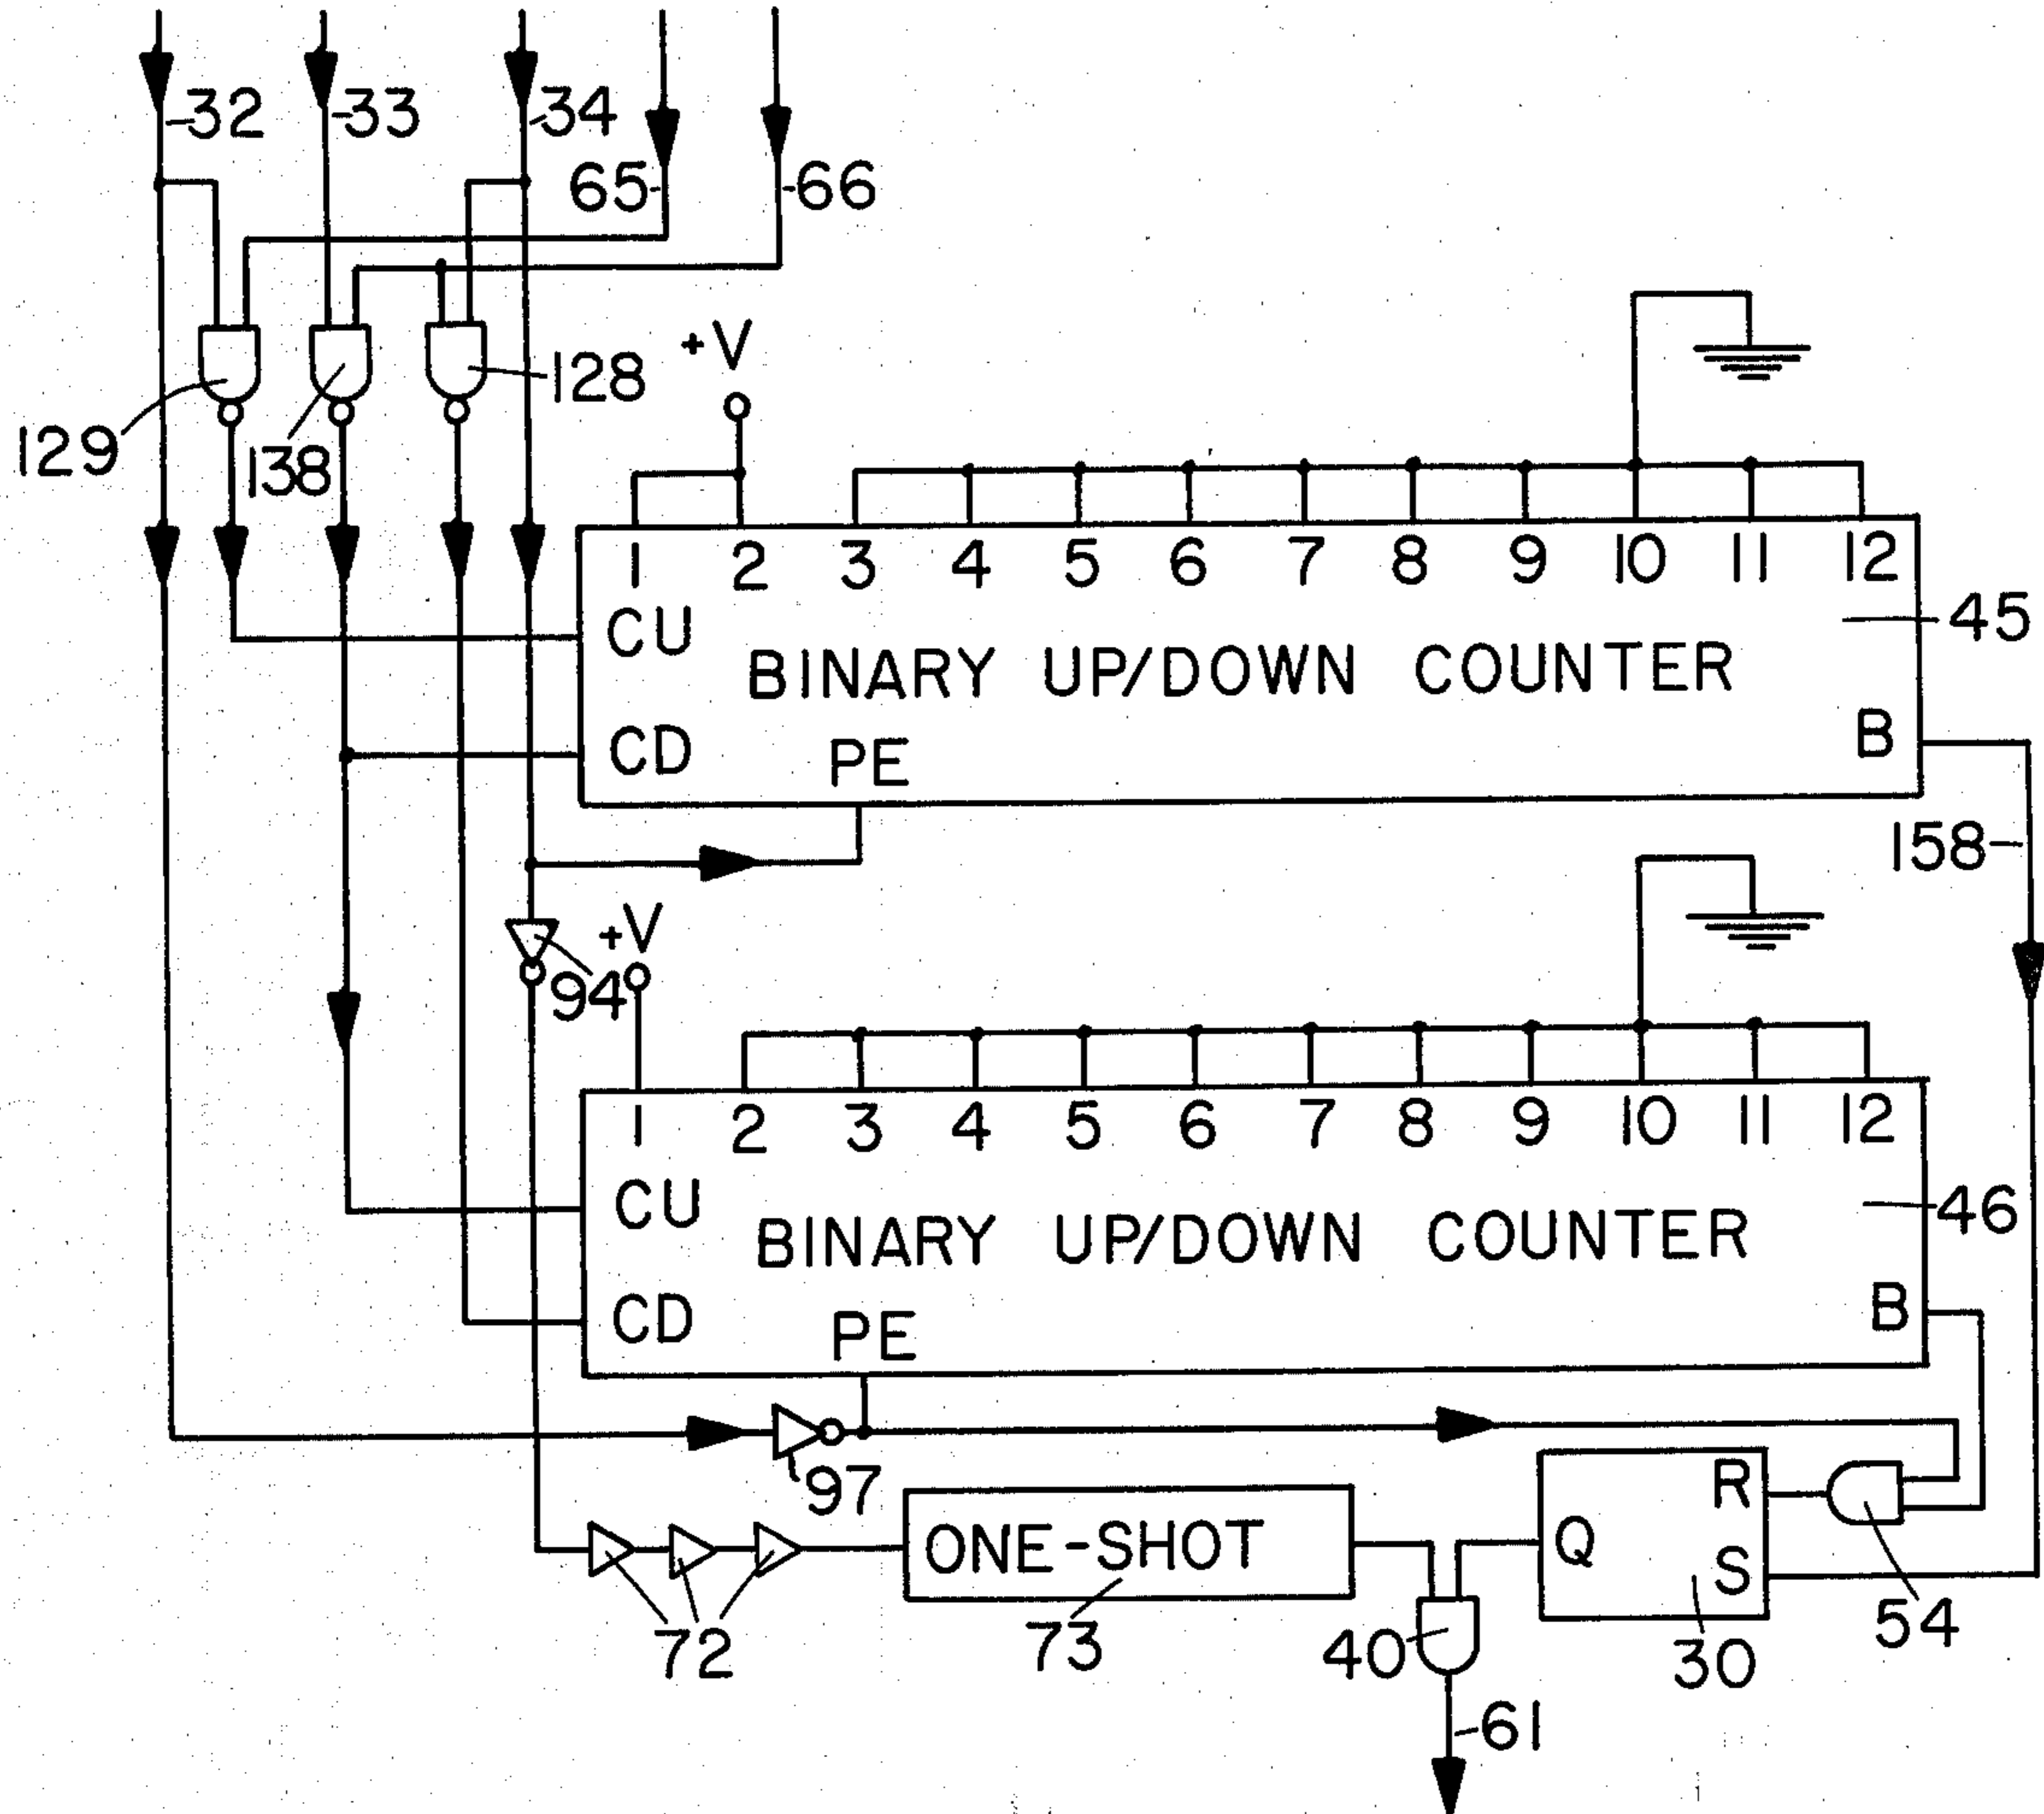 32
33
34
65
66
129
138
128
+V
1 2 3 4 5 6 7 8 9 10 11 12
CU
BINARY UP/DOWN COUNTER
45
CD
PE
B
158
94
+V
1 2 3 4 5 6 7 8 9 10 11 12
CU
BINARY UP/DOWN COUNTER
46
CD
PE
B
97
R
ONE-SHOT
Q
S
72
73
40
30
54
61